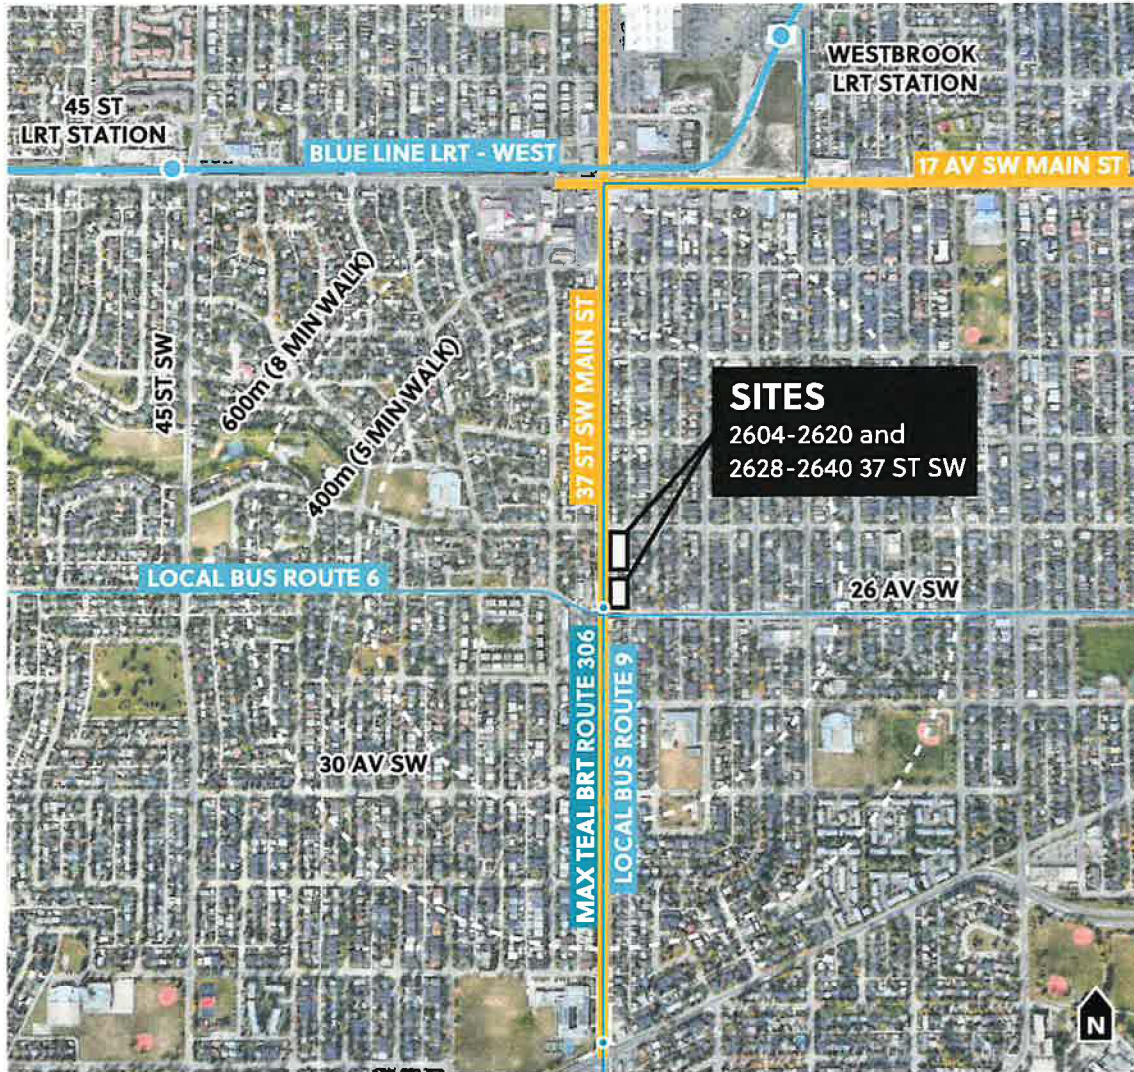 WESTBROOK
LRT STATION
45 ST
LRT STATION
BLUE LINE LRT - WEST
17 AV SW MAIN ST
45 ST SW
600m (8 MIN WALK)
400m (5 MIN WALK)
37 ST SW MAIN ST
SITES
2604-2620 and
2628-2640 37 ST SW
LOCAL BUS ROUTE 6
26 AV SW
MAX TEAL BRT ROUTE 306
LOCAL BUS ROUTE 9
30 AV SW
N